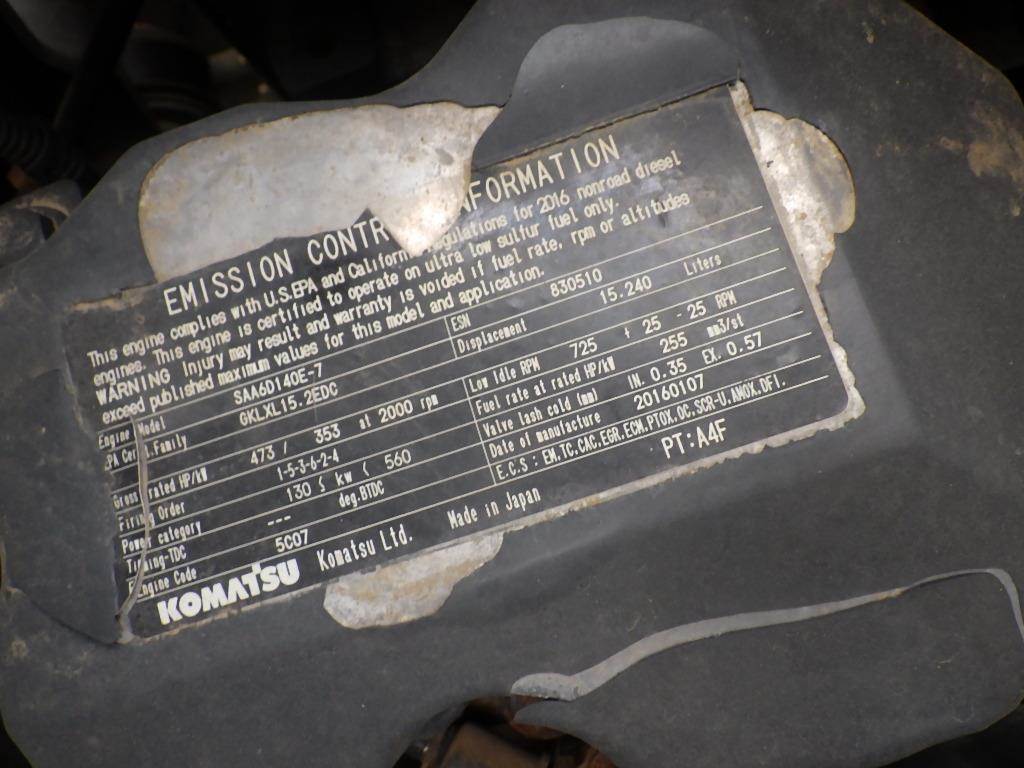 EMISSION CONTR FORMATION
This engine complies with U.S.EPA and Californ regulations for 2016 nonroad diesel
engines. This engine is certified to operate on ultra low sulfur fuel only.
WARNING Injury may result and warranty is voided if fuel rate, rpm or altitudes
exceed published maximum values for this model and application.
Engine Model SAA6D140E-7 ESN 830510
EPA Cer .Family GKLXL15.2EDC Displacement 15.240 Liters
Gross rated HP/kW 473/ 353 at 2000 rpm Low Idle RPM 725 + 25 - 25 RPM
Firing Order 1-5-3-6-2-4 Fuel rate at rated HP/kW 255 mm3/st
Power category 130 ≤ kw < 560 Valve lash cold (mm) IN. 0.35 EX. 0.57
Timing-TDC --- deg.BTDC Date of manufacture 20160107
Engine Code 5C07 E.C.S : EM.TC.CAC.EGR.ECM.PTOX.OC.SCR-U.AMOX.DFI.
KOMATSU Komatsu Ltd. Made in Japan PT:A4F